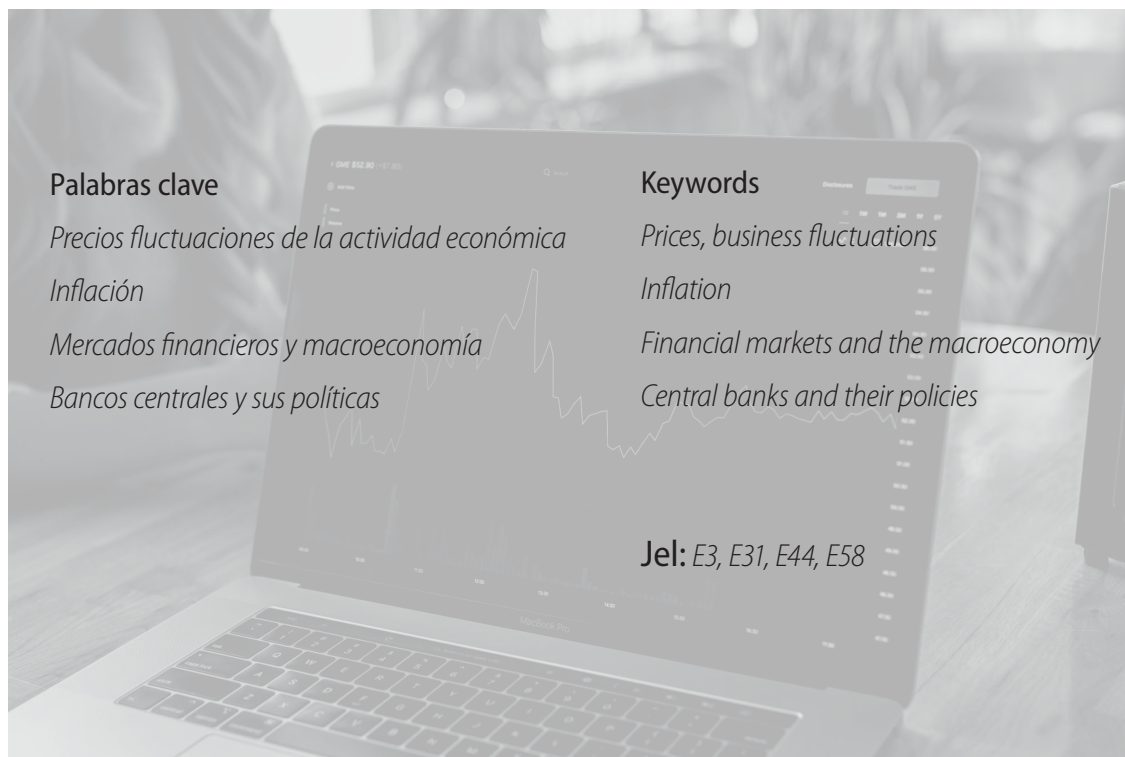 Palabras clave
Precios fluctuaciones de la actividad económica
Inflación
Mercados financieros y macroeconomía
Bancos centrales y sus políticas
Keywords
Prices, business fluctuations
Inflation
Financial markets and the macroeconomy
Central banks and their policies
Jel: E3, E31, E44, E58
MacBook Pro